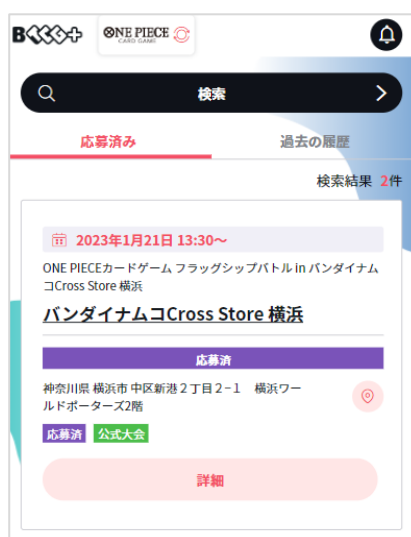 ONE PIECE
CARD GAME
検索
応募済み 過去の履歴
検索結果 2件
2023年1月21日 13:30～
ONE PIECEカードゲーム フラッグシップバトル in バンダイナム
コCross Store 横浜
バンダイナムコCross Store 横浜
応募済
神奈川県 横浜市 中区新港２丁目２−１　横浜ワー
ルドポーターズ2階
応募済 公式大会
詳細